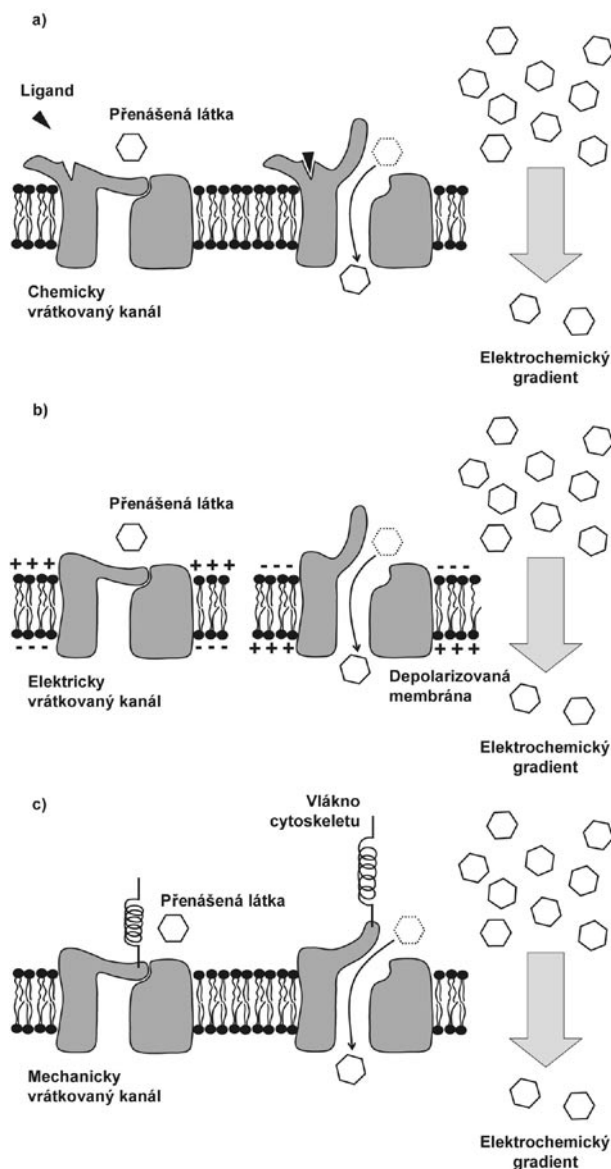 a)
Ligand
Přenášená látka
Chemicky
vrátkovaný kanál
Elektrochemický
gradient
b)
Přenášená látka
+ + +
+ + +
- - -
- - -
- - -
- - -
+ + +
+ + +
Elektricky
vrátkovaný kanál
Depolarizovaná
membrána
Elektrochemický
gradient
c)
Vlákno
cytoskeletu
Přenášená látka
Mechanicky
vrátkovaný kanál
Elektrochemický
gradient